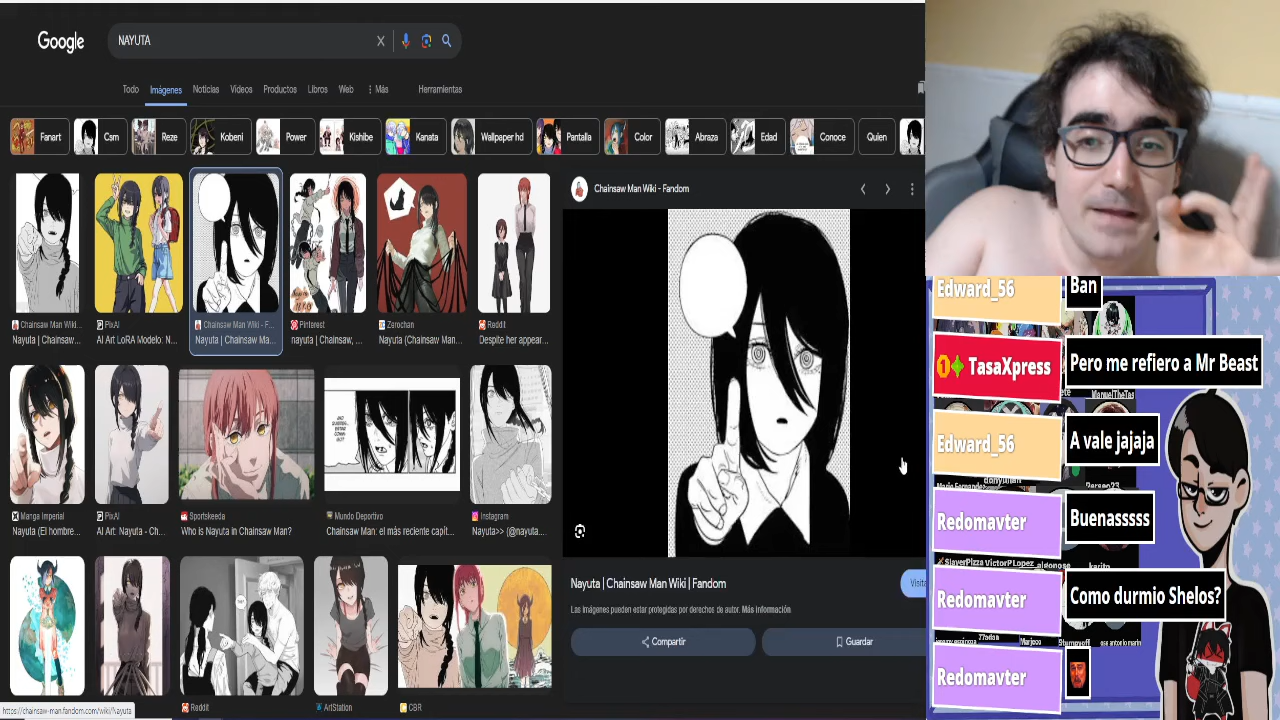 Google
NAYUTA
Todo Imágenes Noticias Videos Productos Libros Web Más Herramientas
Fanart Csm Reze Kobeni Power Kishibe Kanata Wallpaper hd Pantalla Color Abraza Edad Conoce Quien
Chainsaw Man Wiki...
Nayuta | Chainsaw...
PixAI
AI Art LoRA Modelo: N...
Chainsaw Man Wiki - F...
Nayuta | Chainsaw Ma...
Pinterest
nayuta | Chainsaw, ...
Zerochan
Nayuta (Chainsaw Man...
Reddit
Despite her appear...
Chainsaw Man Wiki - Fandom
Manga Imperial
Nayuta (El hombre...
PixAI
AI Art: Nayuta - Ch...
Sportskeeda
Who is Nayuta in Chainsaw Man?
Mundo Deportivo
Chainsaw Man: el más reciente capít...
Instagram
Nayuta>> (@nayuta...
Nayuta | Chainsaw Man Wiki | Fandom
Las imágenes pueden estar protegidas por derechos de autor. Más información
Compartir
Guardar
Reddit
ArtStation
CBR
https://chainsaw-man.fandom.com/wiki/Nayuta
Edward_56 Ban
TasaXpress Pero me refiero a Mr Beast
Edward_56 A vale jajaja
Redomavter Buenasssss
Redomavter Como durmio Shelos?
Redomavter